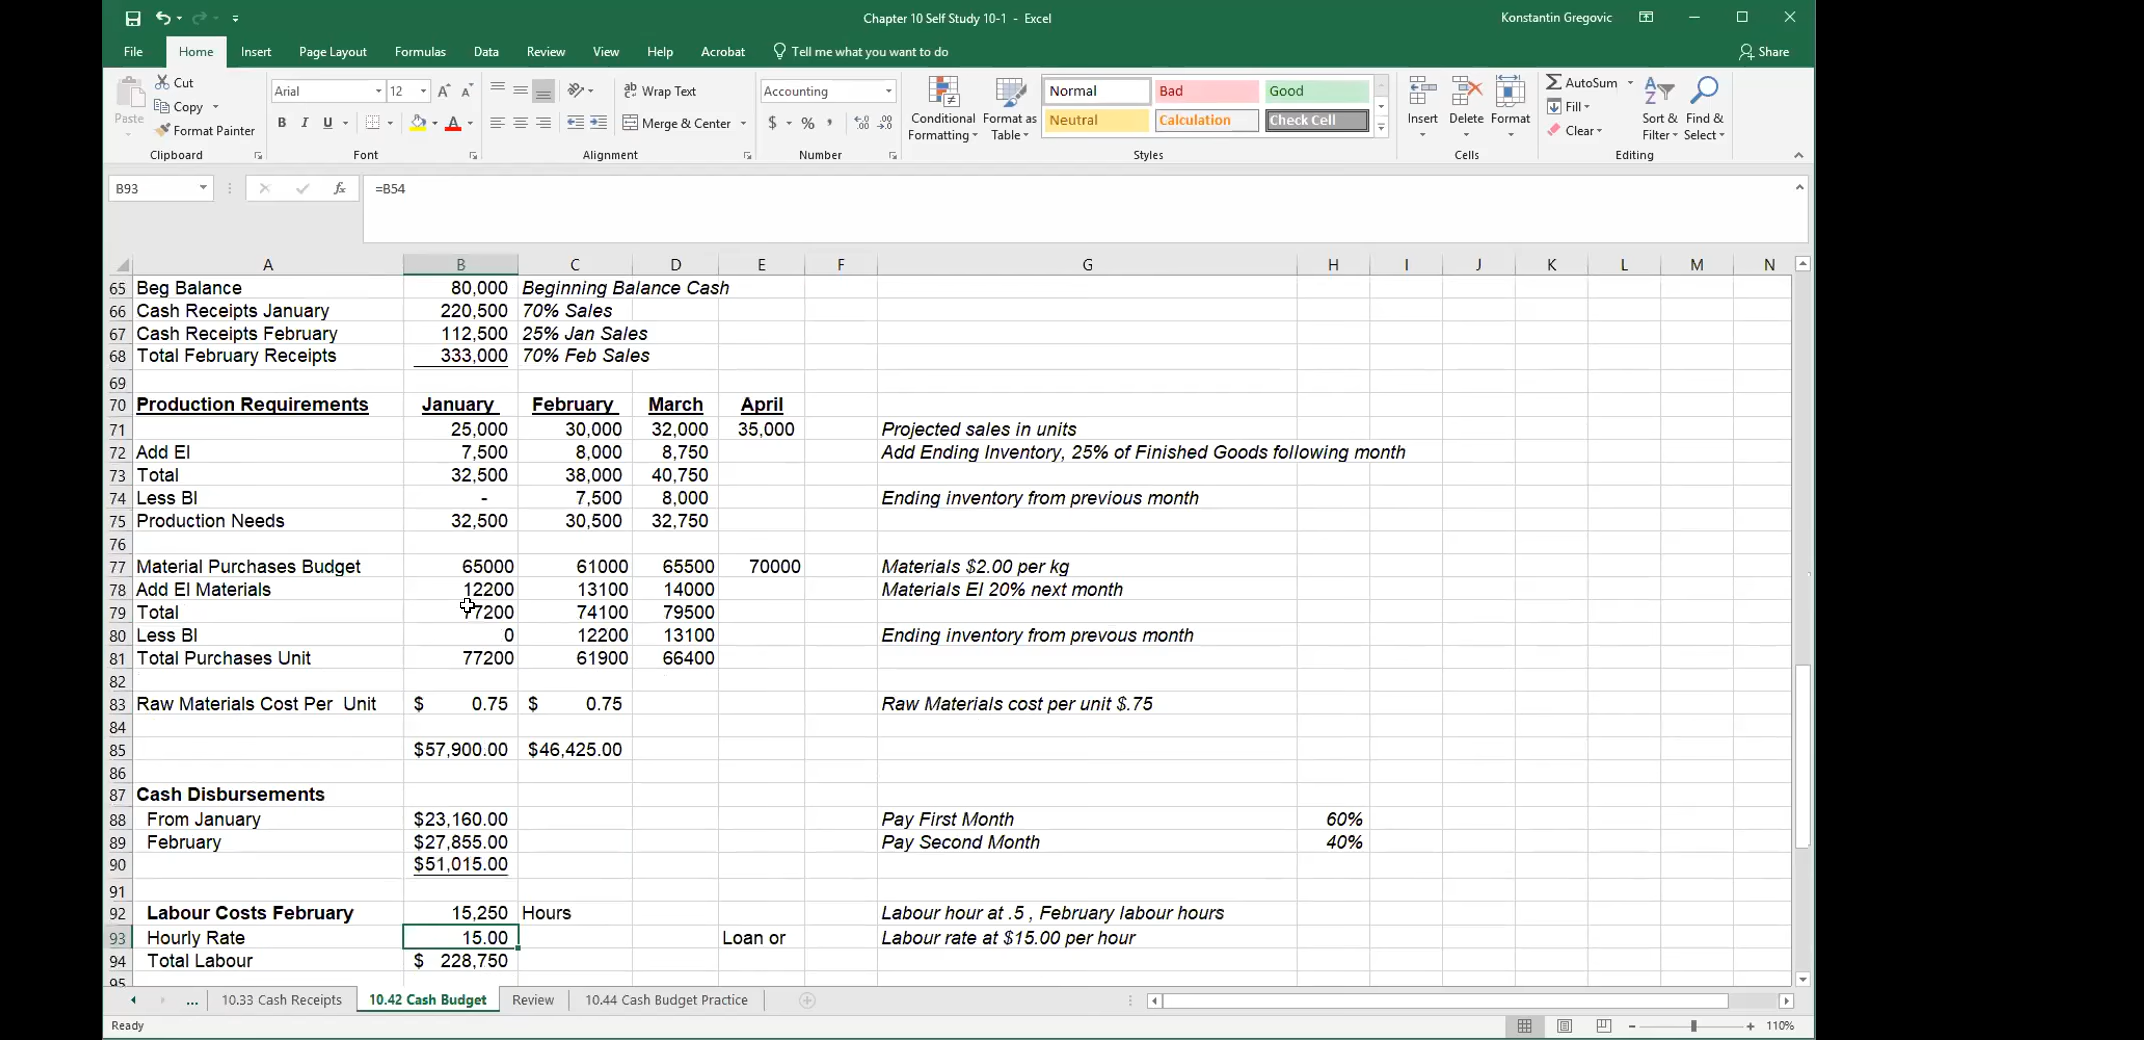 Chapter 10 Self Study 10-1 - Excel
Konstantin Gregovic
File Home Insert Page Layout Formulas Data Review View Help Acrobat Tell me what you want to do Share
Paste
Cut
Copy
Format Painter
Clipboard
Arial 12
B I U
Font
Wrap Text
Merge & Center
Alignment
Accounting
$ % ,
Number
Conditional Formatting
Format as Table
Normal Bad Good
Neutral Calculation Check Cell
Styles
Insert Delete Format
Cells
AutoSum
Fill
Clear
Sort & Filter
Find & Select
Editing
B93 =B54
A B C D E F G H I J K L M N
65 Beg Balance 80,000 Beginning Balance Cash
66 Cash Receipts January 220,500 70% Sales
67 Cash Receipts February 112,500 25% Jan Sales
68 Total February Receipts 333,000 70% Feb Sales
69
70 Production Requirements January February March April
71 25,000 30,000 32,000 35,000 Projected sales in units
72 Add EI 7,500 8,000 8,750 Add Ending Inventory, 25% of Finished Goods following month
73 Total 32,500 38,000 40,750
74 Less BI - 7,500 8,000 Ending inventory from previous month
75 Production Needs 32,500 30,500 32,750
76
77 Material Purchases Budget 65000 61000 65500 70000 Materials $2.00 per kg
78 Add EI Materials 12200 13100 14000 Materials EI 20% next month
79 Total 77200 74100 79500
80 Less BI 0 12200 13100 Ending inventory from prevous month
81 Total Purchases Unit 77200 61900 66400
82
83 Raw Materials Cost Per Unit $ 0.75 $ 0.75 Raw Materials cost per unit $.75
84
85 $57,900.00 $46,425.00
86
87 Cash Disbursements
88 From January $23,160.00 Pay First Month 60%
89 February $27,855.00 Pay Second Month 40%
90 $51,015.00
91
92 Labour Costs February 15,250 Hours Labour hour at .5 , February labour hours
93 Hourly Rate 15.00 Loan or Labour rate at $15.00 per hour
94 Total Labour $ 228,750
95
... 10.33 Cash Receipts 10.42 Cash Budget Review 10.44 Cash Budget Practice
Ready 110%